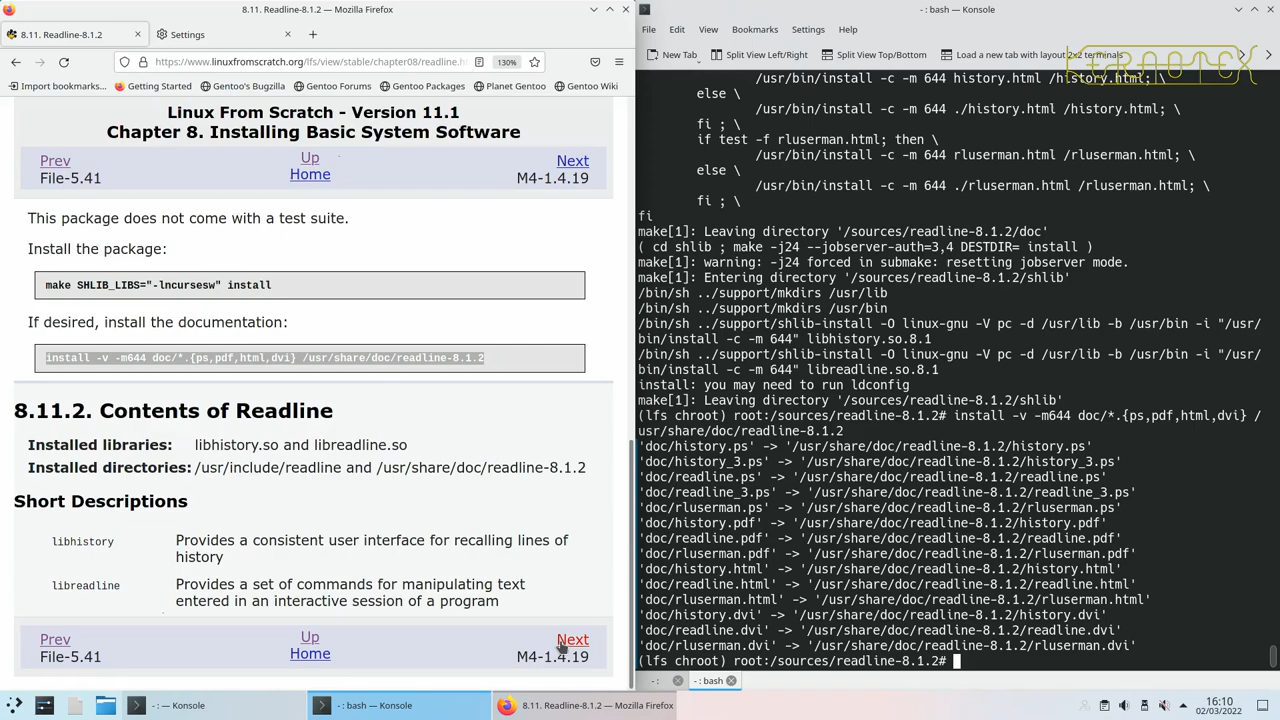 8.11. Readline-8.1.2 — Mozilla Firefox
8.11. Readline-8.1.2
Settings
https://www.linuxfromscratch.org/lfs/view/stable/chapter08/readline.h
130%
Import bookmarks...
Getting Started
Gentoo's Bugzilla
Gentoo Forums
Gentoo Packages
Planet Gentoo
Gentoo Wiki
Linux From Scratch - Version 11.1
Chapter 8. Installing Basic System Software
Prev
Up
Next
File-5.41
Home
M4-1.4.19
This package does not come with a test suite.
Install the package:
make SHLIB_LIBS="-lncursesw" install
If desired, install the documentation:
install -v -m644 doc/*.{ps,pdf,html,dvi} /usr/share/doc/readline-8.1.2
8.11.2. Contents of Readline
Installed libraries: libhistory.so and libreadline.so
Installed directories: /usr/include/readline and /usr/share/doc/readline-8.1.2
Short Descriptions
libhistory
Provides a consistent user interface for recalling lines of
history
libreadline
Provides a set of commands for manipulating text
entered in an interactive session of a program
Prev
Up
Next
File-5.41
Home
M4-1.4.19
- : bash — Konsole
File Edit View Bookmarks Settings Help
New Tab
Split View Left/Right
Split View Top/Bottom
Load a new tab with layout 2x2 terminals
KERNOTEX
/usr/bin/install -c -m 644 history.html /history.html; \
else \
/usr/bin/install -c -m 644 ./history.html /history.html; \
fi ; \
if test -f rluserman.html; then \
/usr/bin/install -c -m 644 rluserman.html /rluserman.html; \
else \
/usr/bin/install -c -m 644 ./rluserman.html /rluserman.html; \
fi ; \
fi
make[1]: Leaving directory '/sources/readline-8.1.2/doc'
( cd shlib ; make -j24 --jobserver-auth=3,4 DESTDIR= install )
make[1]: warning: -j24 forced in submake: resetting jobserver mode.
make[1]: Entering directory '/sources/readline-8.1.2/shlib'
/bin/sh ../support/mkdirs /usr/lib
/bin/sh ../support/mkdirs /usr/bin
/bin/sh ../support/shlib-install -O linux-gnu -V pc -d /usr/lib -b /usr/bin -i "/usr/
bin/install -c -m 644" libhistory.so.8.1
/bin/sh ../support/shlib-install -O linux-gnu -V pc -d /usr/lib -b /usr/bin -i "/usr/
bin/install -c -m 644" libreadline.so.8.1
install: you may need to run ldconfig
make[1]: Leaving directory '/sources/readline-8.1.2/shlib'
(lfs chroot) root:/sources/readline-8.1.2# install -v -m644 doc/*.{ps,pdf,html,dvi} /
usr/share/doc/readline-8.1.2
'doc/history.ps' -> '/usr/share/doc/readline-8.1.2/history.ps'
'doc/history_3.ps' -> '/usr/share/doc/readline-8.1.2/history_3.ps'
'doc/readline.ps' -> '/usr/share/doc/readline-8.1.2/readline.ps'
'doc/readline_3.ps' -> '/usr/share/doc/readline-8.1.2/readline_3.ps'
'doc/rluserman.ps' -> '/usr/share/doc/readline-8.1.2/rluserman.ps'
'doc/history.pdf' -> '/usr/share/doc/readline-8.1.2/history.pdf'
'doc/readline.pdf' -> '/usr/share/doc/readline-8.1.2/readline.pdf'
'doc/rluserman.pdf' -> '/usr/share/doc/readline-8.1.2/rluserman.pdf'
'doc/history.html' -> '/usr/share/doc/readline-8.1.2/history.html'
'doc/readline.html' -> '/usr/share/doc/readline-8.1.2/readline.html'
'doc/rluserman.html' -> '/usr/share/doc/readline-8.1.2/rluserman.html'
'doc/history.dvi' -> '/usr/share/doc/readline-8.1.2/history.dvi'
'doc/readline.dvi' -> '/usr/share/doc/readline-8.1.2/readline.dvi'
'doc/rluserman.dvi' -> '/usr/share/doc/readline-8.1.2/rluserman.dvi'
(lfs chroot) root:/sources/readline-8.1.2#
- :
- : bash
- : — Konsole
- : bash — Konsole
8.11. Readline-8.1.2 — Mozilla Firefox
16:10
02/03/2022